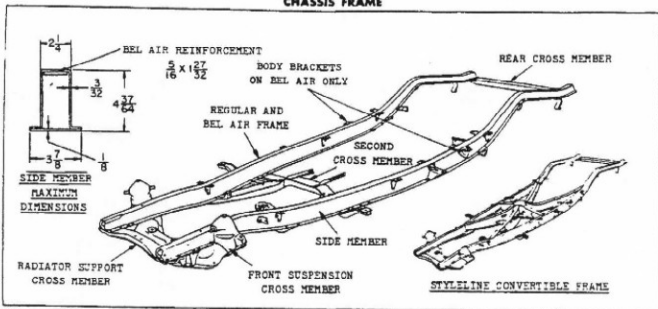 CHASSIS FRAME
2 1/4
BEL AIR REINFORCEMENT
5/16 X 1 27/32
3/32
4 37/64
3 7/8
1/8
SIDE MEMBER
MAXIMUM
DIMENSIONS
BODY BRACKETS
ON BEL AIR ONLY
REAR CROSS MEMBER
REGULAR AND
BEL AIR FRAME
SECOND
CROSS MEMBER
SIDE MEMBER
RADIATOR SUPPORT
CROSS MEMBER
FRONT SUSPENSION
CROSS MEMBER
STYLELINE CONVERTIBLE FRAME